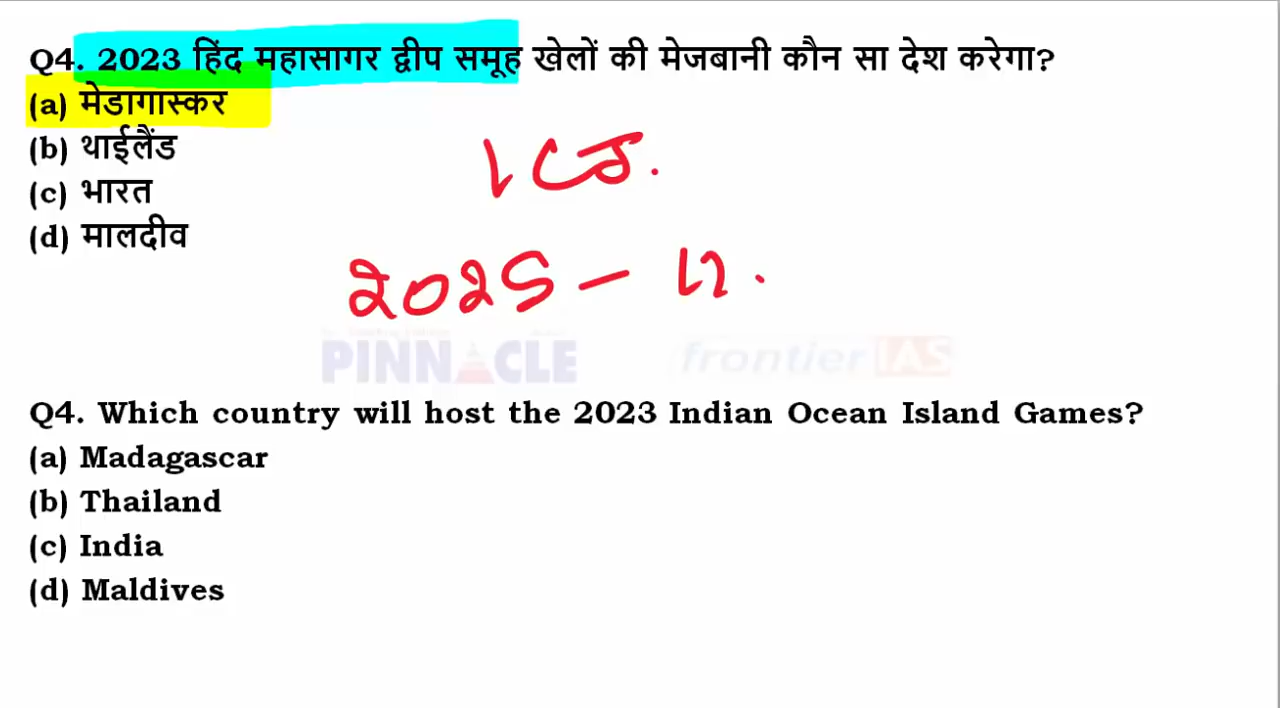 Q4. 2023 हिंद महासागर द्वीप समूह खेलों की मेजबानी कौन सा देश करेगा?
(a) मेडागास्कर
(b) थाईलैंड
(c) भारत
(d) मालदीव
2025 –
PINNACLE
frontier IAS
Q4. Which country will host the 2023 Indian Ocean Island Games?
(a) Madagascar
(b) Thailand
(c) India
(d) Maldives